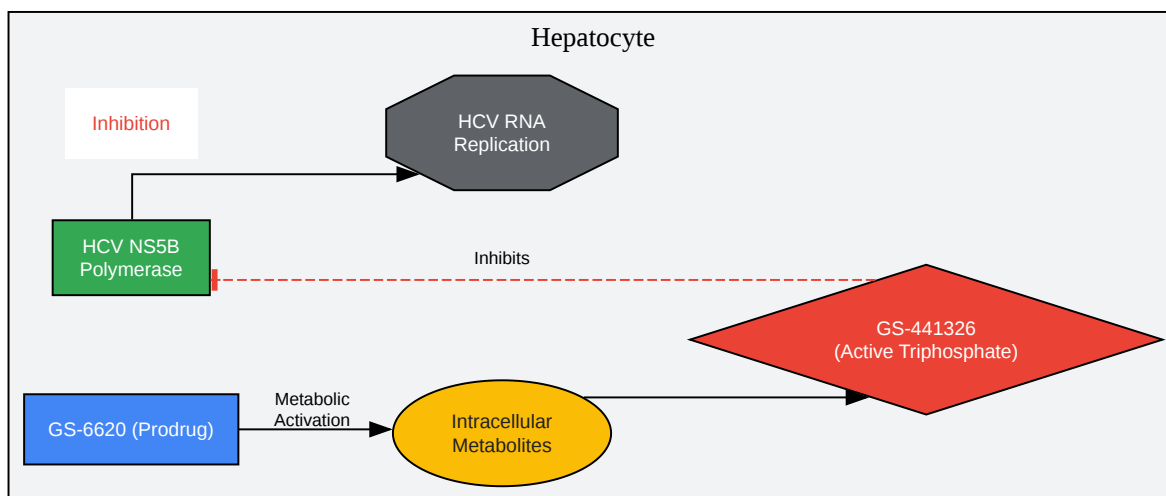 Hepatocyte
Inhibition
HCV RNA
Replication
HCV NS5B
Polymerase
Inhibits
GS-441326
(Active Triphosphate)
GS-6620 (Prodrug)
Metabolic
Activation
Intracellular
Metabolites